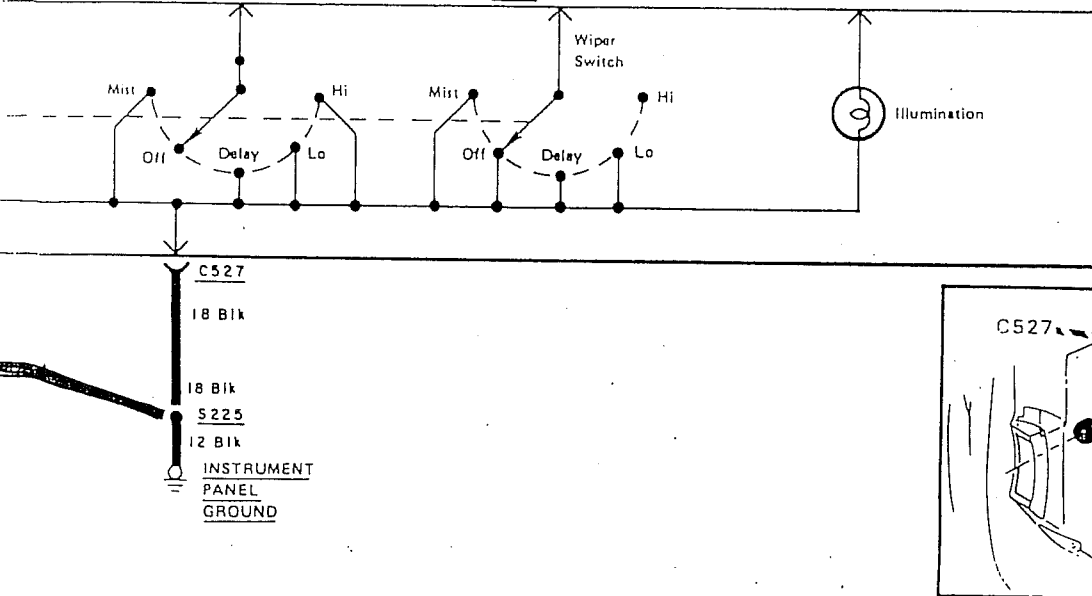 Wiper
Switch
Mist
Hi
Mist
Hi
Illumination
Off
Delay
Lo
Off
Delay
Lo
C527
18 Blk
C527
18 Blk
S225
12 Blk
INSTRUMENT
PANEL
GROUND